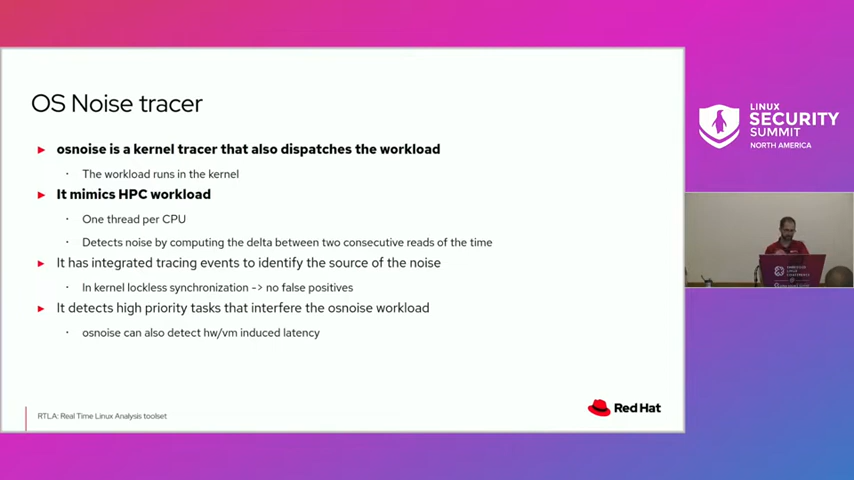 OS Noise tracer
osnoise is a kernel tracer that also dispatches the workload
The workload runs in the kernel
It mimics HPC workload
One thread per CPU
Detects noise by computing the delta between two consecutive reads of the time
It has integrated tracing events to identify the source of the noise
In kernel lockless synchronization -> no false positives
It detects high priority tasks that interfere the osnoise workload
osnoise can also detect hw/vm induced latency
RTLA: Real Time Linux Analysis toolset
Red Hat
LINUX
SECURITY
SUMMIT
NORTH AMERICA